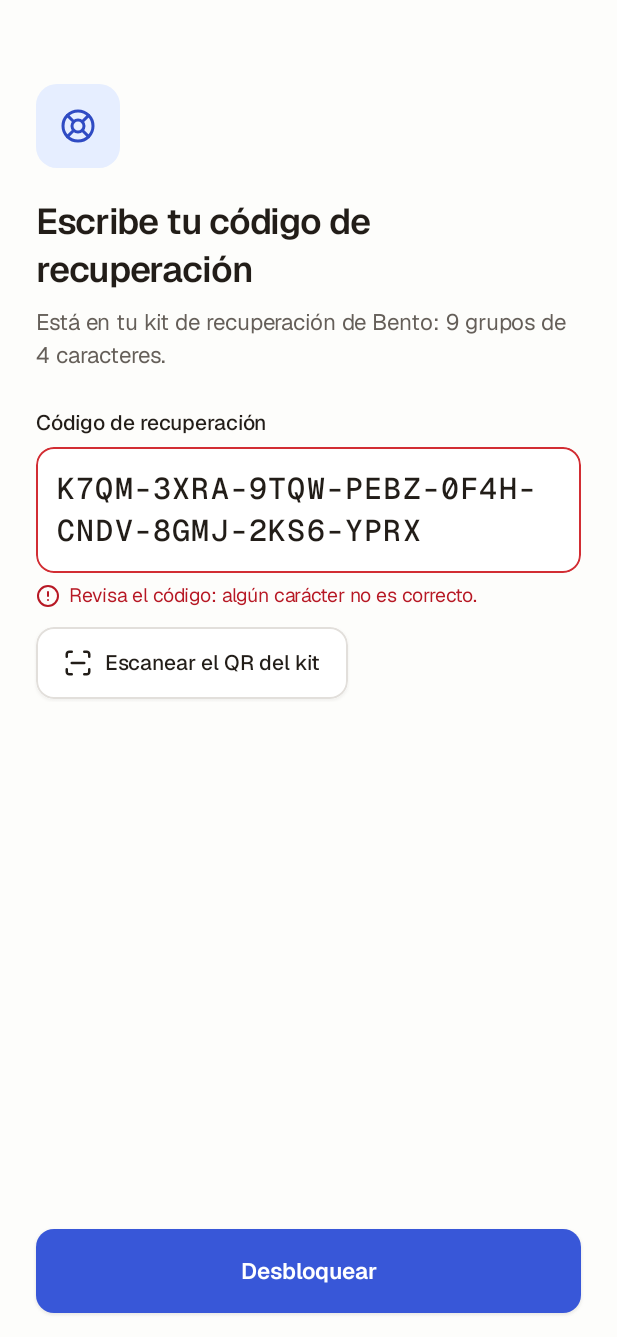 Escribe tu código de
recuperación
Está en tu kit de recuperación de Bento: 9 grupos de
4 caracteres.
Código de recuperación
K7QM-3XRA-9TQW-PEBZ-0F4H-
CNDV-8GMJ-2KS6-YPRX
Revisa el código: algún carácter no es correcto.
Escanear el QR del kit
Desbloquear